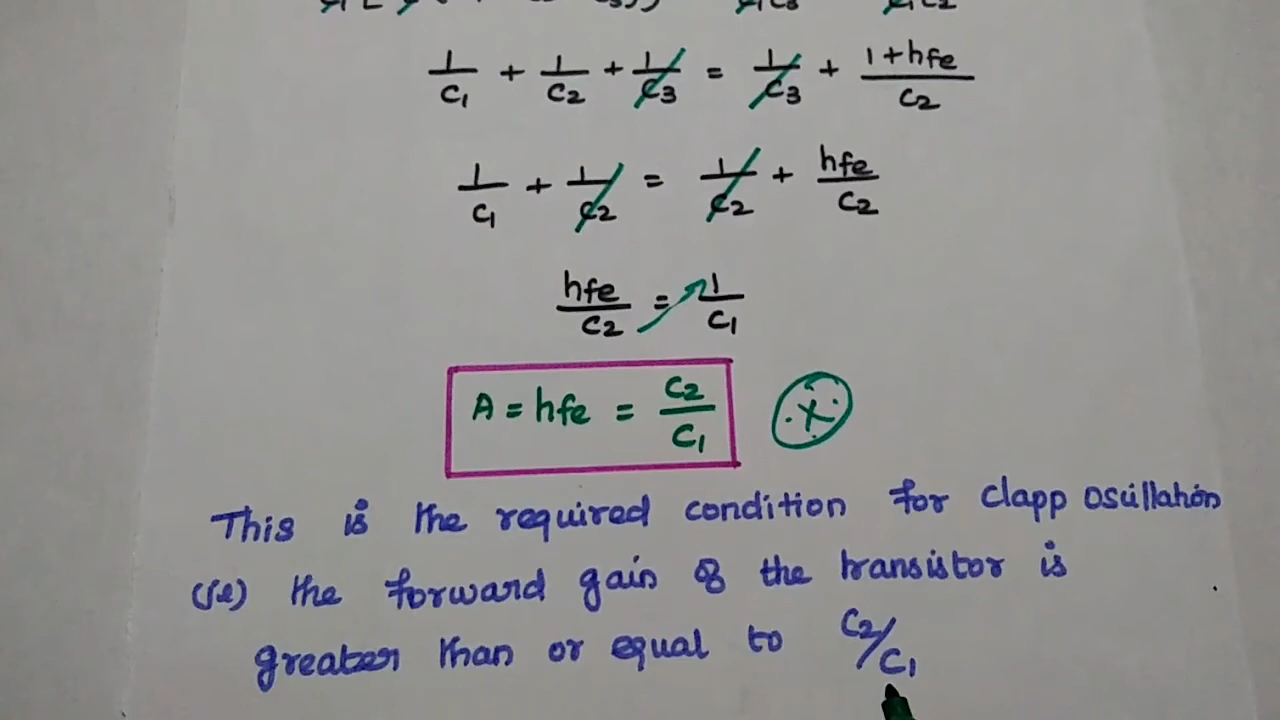 1/C1 + 1/C2 + 1/C3 = 1/C3 + (1+hfe)/C2
1/C1 + 1/C2 = 1/C2 + hfe/C2
hfe/C2 = 1/C1
A = hfe = C2/C1
This is the required condition for clapp oscillation
(ie) the forward gain of the transistor is
greater than or equal to C2/C1